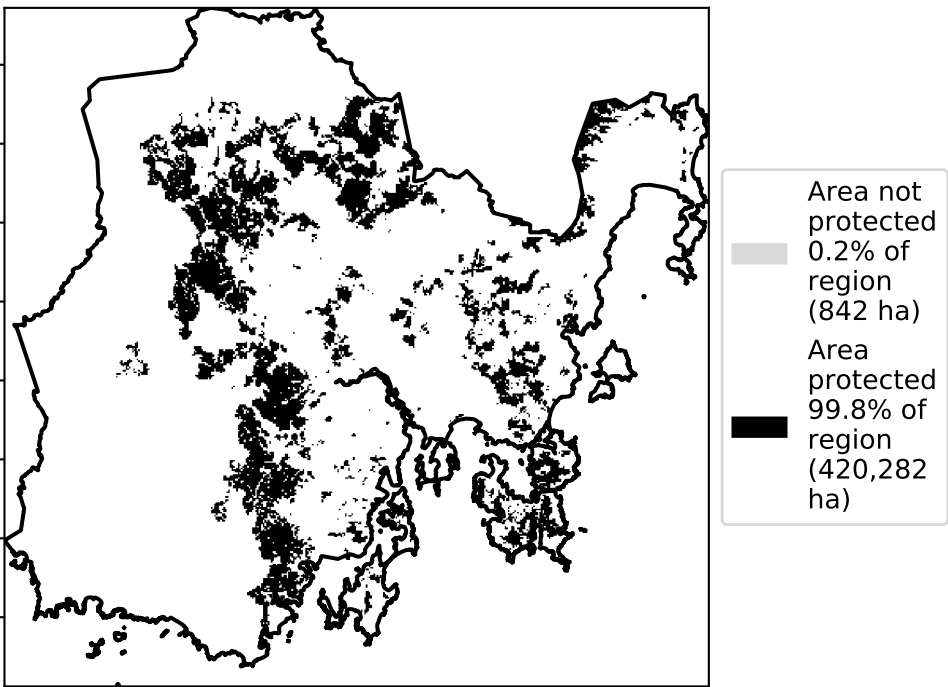 Area not
protected
0.2% of
region
(842 ha)
Area
protected
99.8% of
region
(420,282
ha)